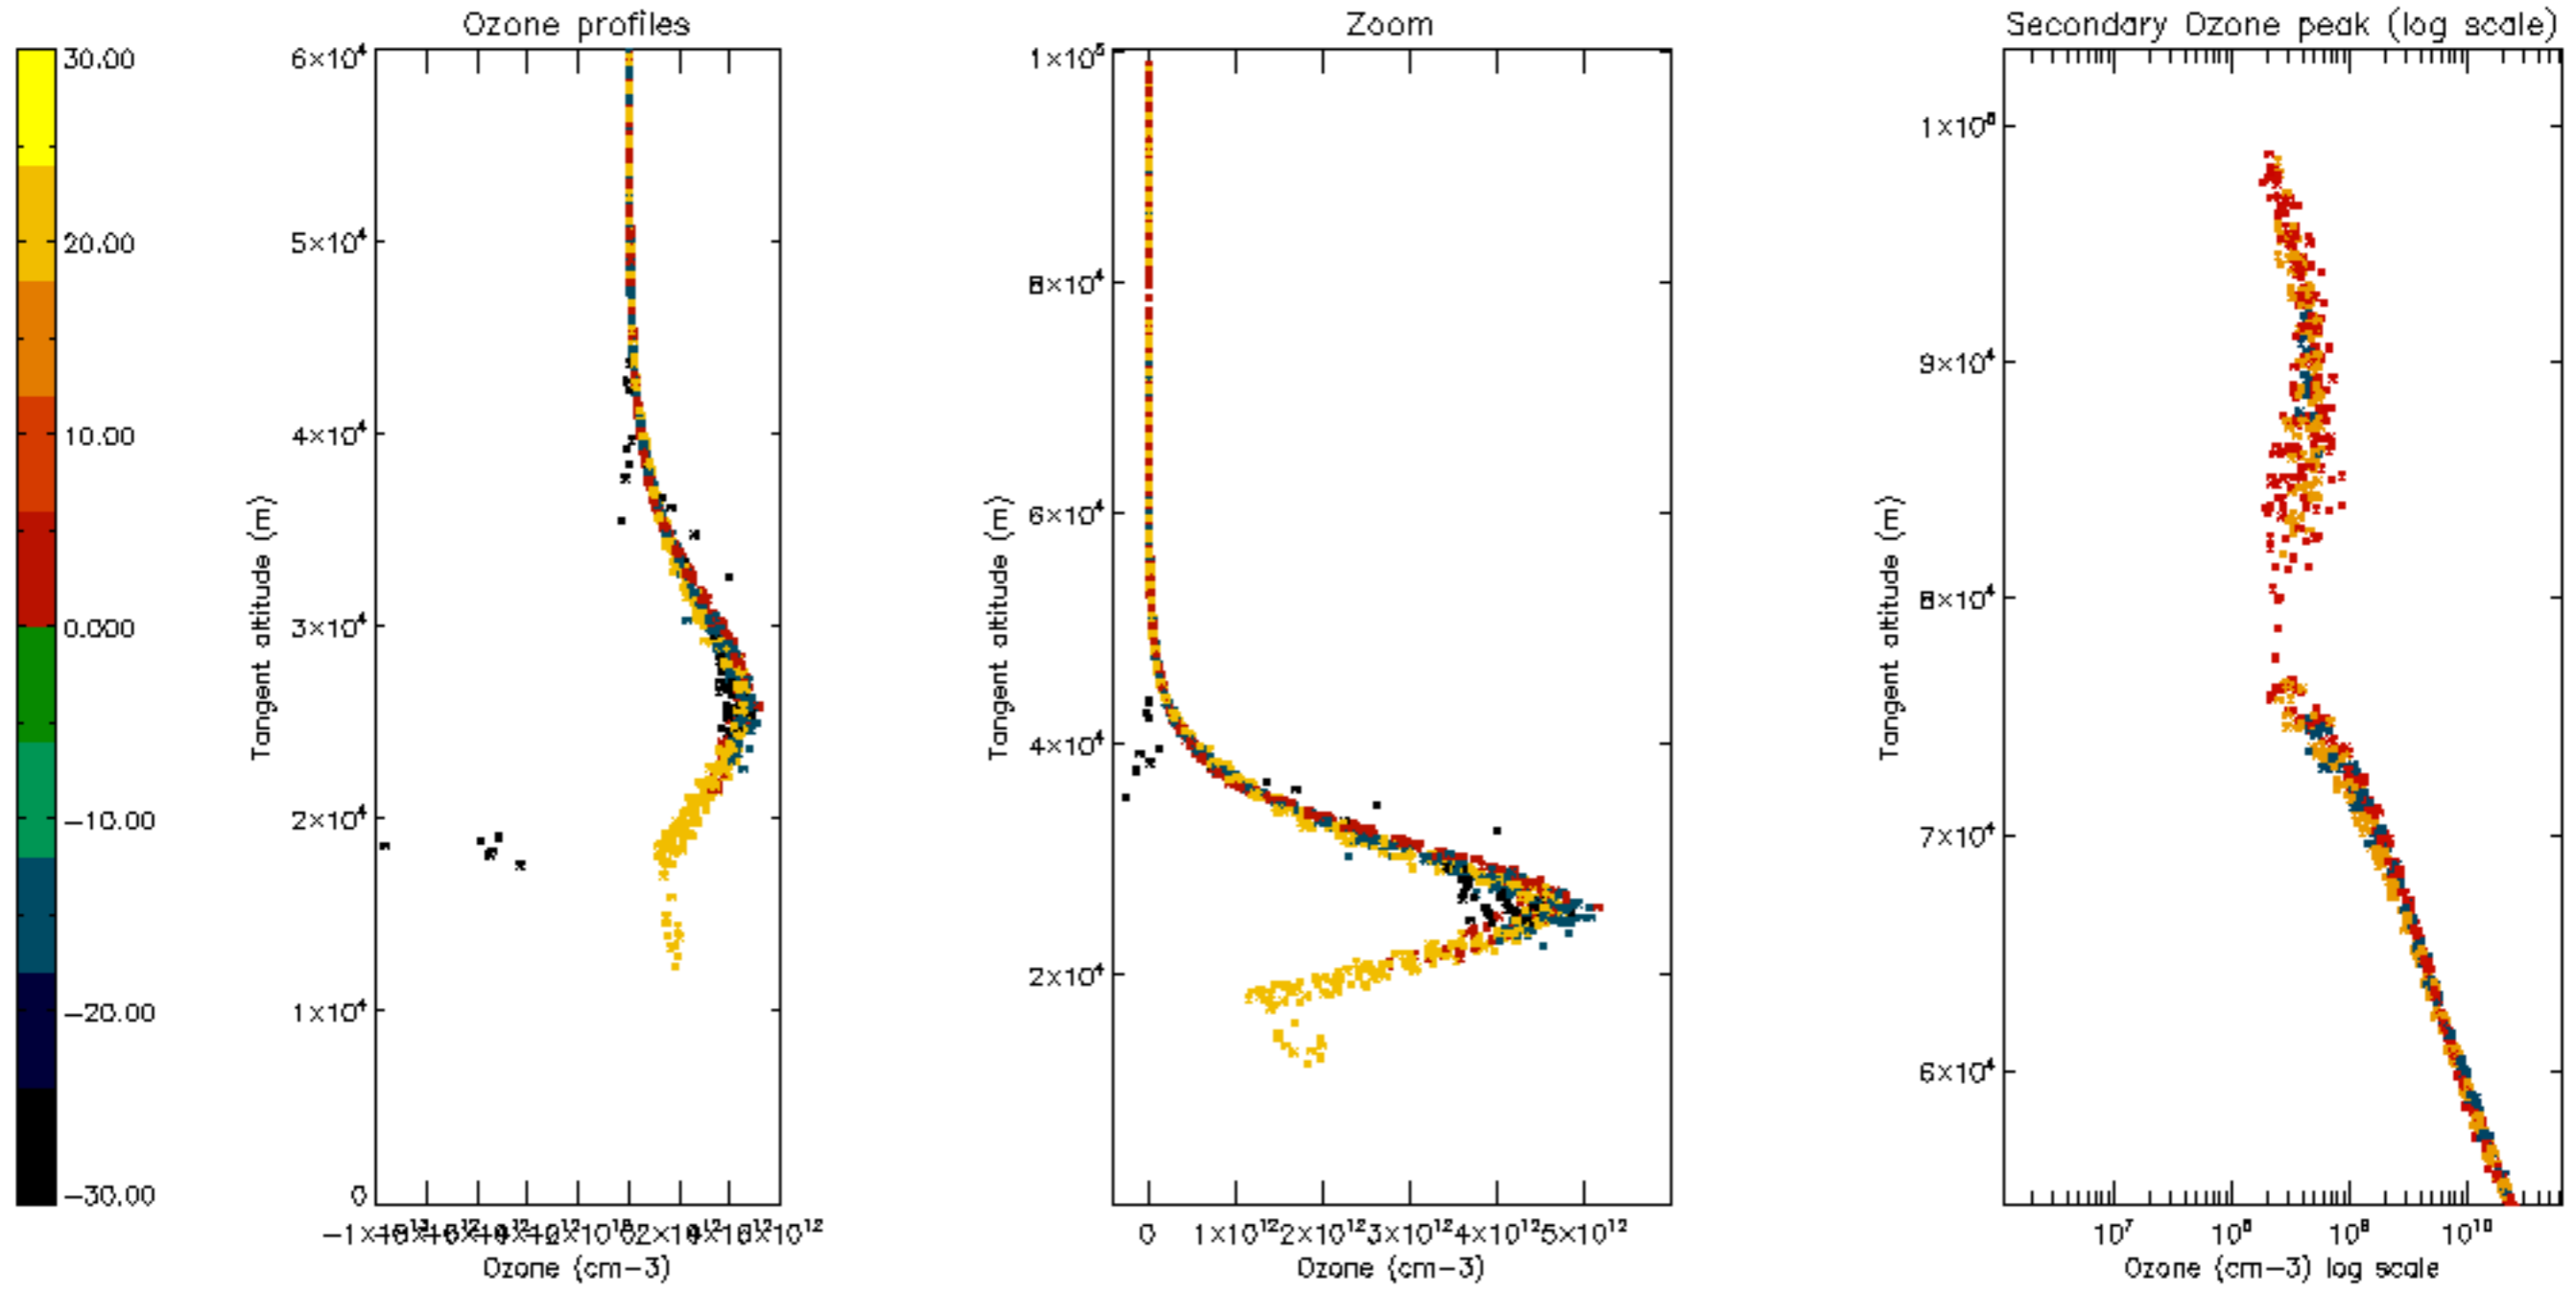 Ozone profiles
Zoom
Secondary Ozone peak (log scale)
30.00
20.00
10.00
0.000
-10.00
-20.00
-30.00
6×10⁴
5×10⁴
4×10⁴
3×10⁴
2×10⁴
1×10⁴
0
Tangent altitude (m)
Ozone (cm-3)
1×10⁵
8×10⁴
6×10⁴
4×10⁴
2×10⁴
Tangent altitude (m)
0 1×10¹² 2×10¹² 3×10¹² 4×10¹² 5×10¹²
Ozone (cm-3)
1×10⁵
9×10⁴
8×10⁴
7×10⁴
6×10⁴
Tangent altitude (m)
10⁷ 10⁸ 10⁹ 10¹⁰
Ozone (cm-3) log scale